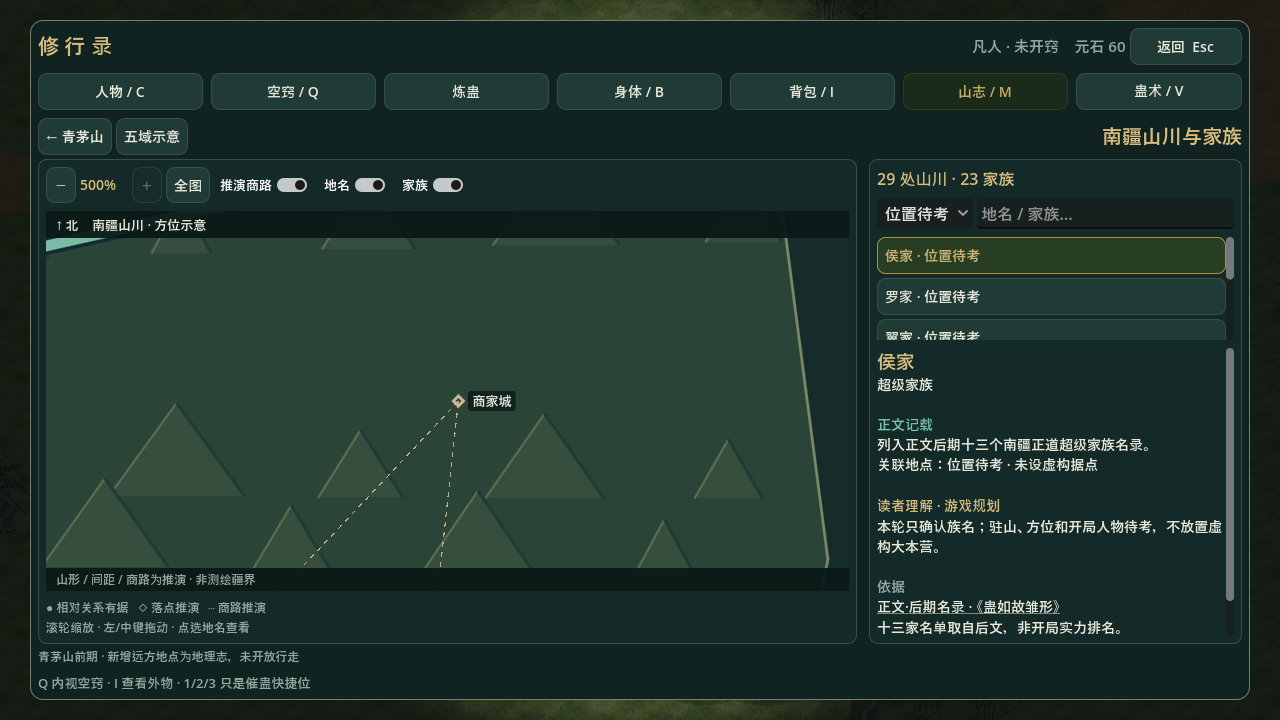 修行录
凡人 · 未开窍 元石 60 返回 Esc
人物 / C 空窍 / Q 炼蛊 身体 / B 背包 / I 山志 / M 蛊术 / V
← 青茅山 五域示意 南疆山川与家族
− 500% + 全图 推演商路 地名 家族
↑ 北 南疆山川 · 方位示意
商家城
山形 / 间距 / 商路为推演 · 非测绘疆界
● 相对关系有据 ◇ 落点推演 ┄ 商路推演
滚轮缩放 · 左/中键拖动 · 点选地名查看
29 处山川 · 23 家族
位置待考 地名 / 家族...
侯家 · 位置待考
罗家 · 位置待考
翼家 · 位置待考
侯家
超级家族
正文记载
列入正文后期十三个南疆正道超级家族名录。
关联地点：位置待考 · 未设虚构据点
读者理解 · 游戏规划
本轮只确认族名；驻山、方位和开局人物待考，不放置虚
构大本营。
依据
正文·后期名录 ·《蛊如故雏形》
十三家名单取自后文，非开局实力排名。
青茅山前期 · 新增远方地点为地理志，未开放行走
Q 内视空窍 · I 查看外物 · 1/2/3 只是催蛊快捷位